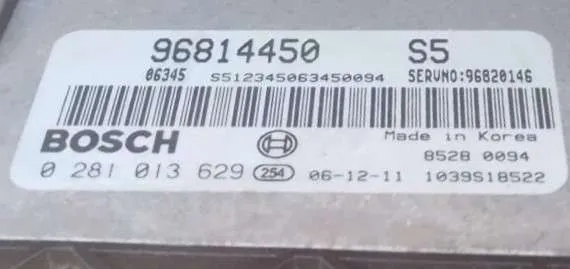 96814450 S5
06345 S512345063450094 SERVNO:96820146
BOSCH Made in Korea
8528 0094
0 281 013 629 254 06-12-11 1039S18522